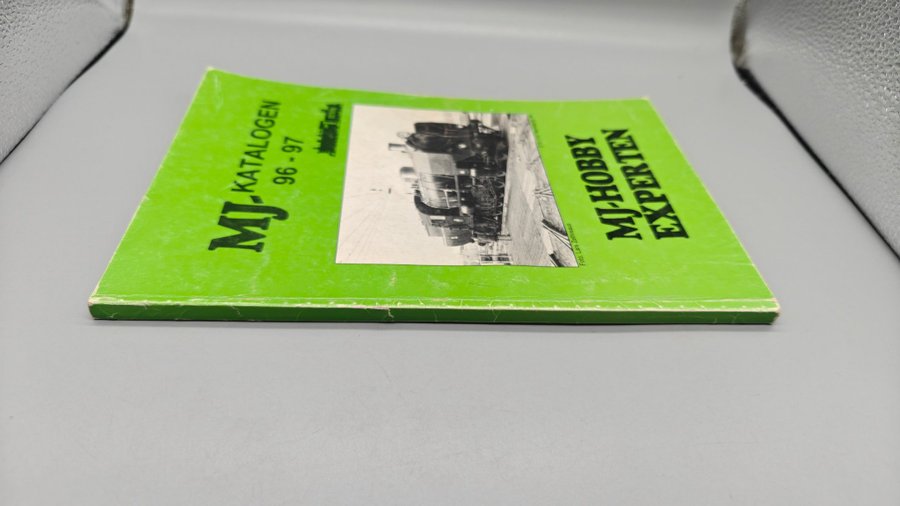 MJ-KATALOGEN
96 - 97
MJ-HOBBY
EXPERTEN